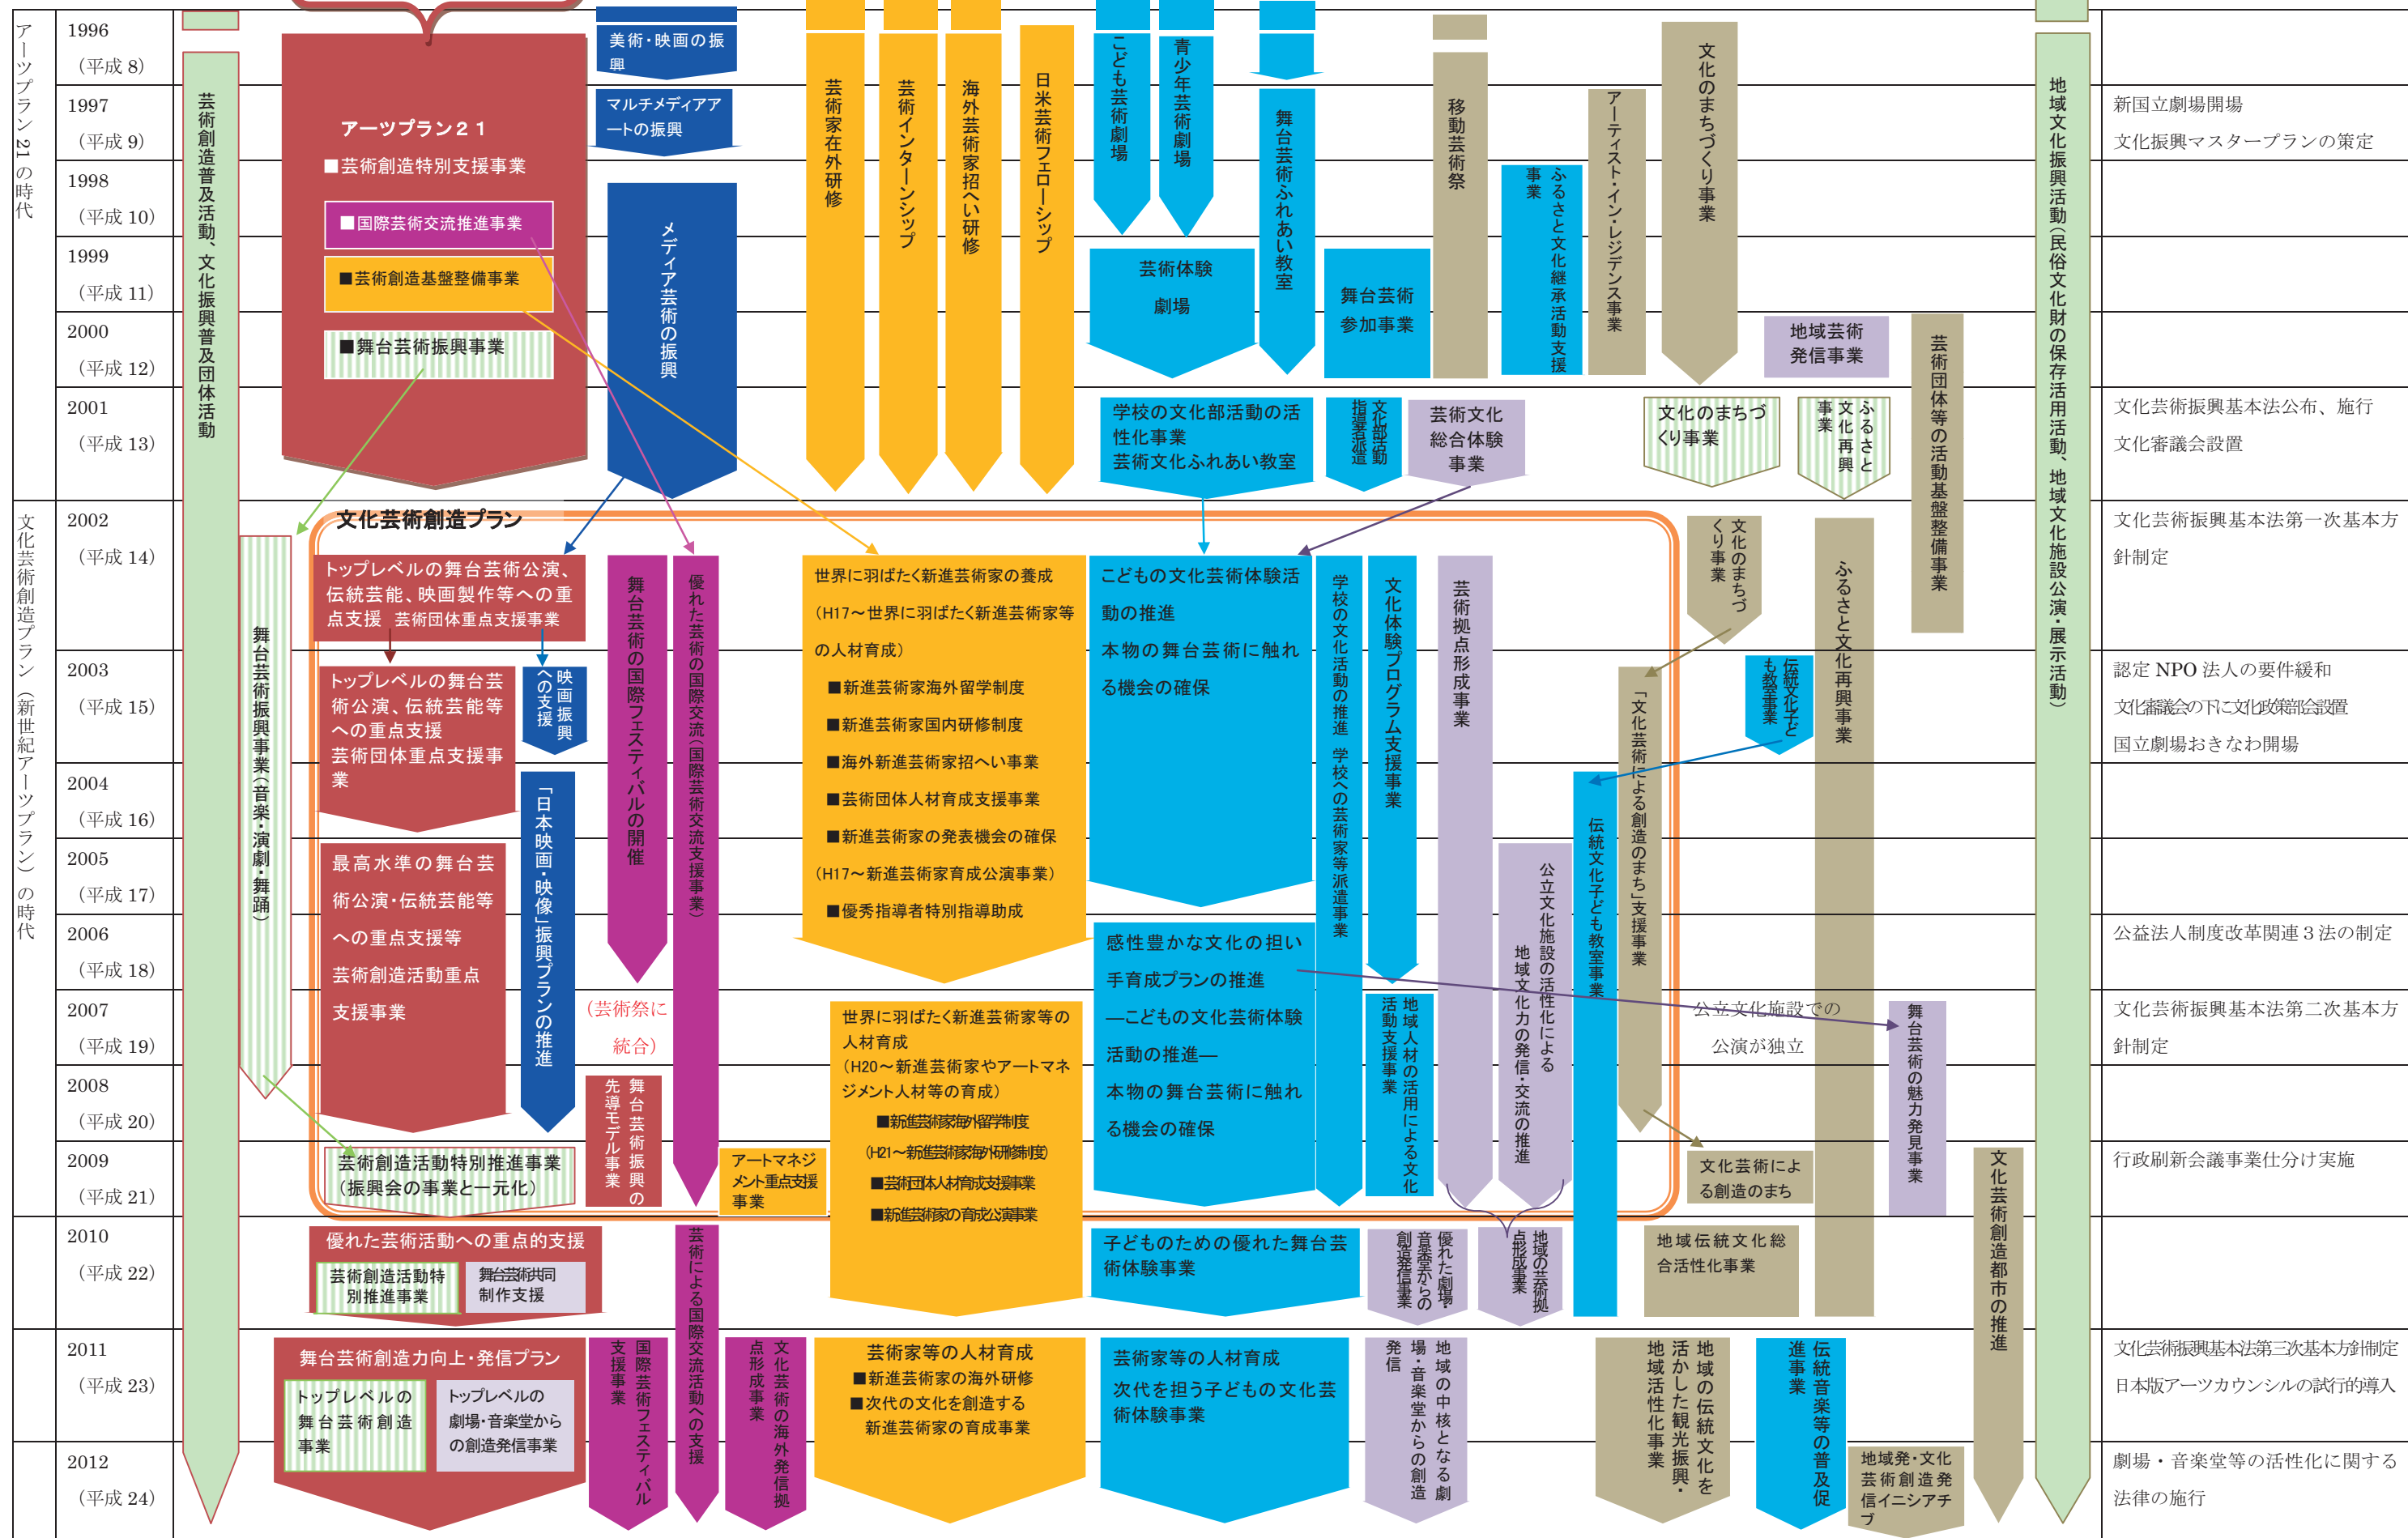 アーツプラン21の時代
1996
（平成 8）
1997
（平成 9）
1998
（平成 10）
1999
（平成 11）
2000
（平成 12）
2001
（平成 13）
文化芸術創造プラン（新世紀アーツプラン）の時代
2002
（平成 14）
2003
（平成 15）
2004
（平成 16）
2005
（平成 17）
2006
（平成 18）
2007
（平成 19）
2008
（平成 20）
2009
（平成 21）
2010
（平成 22）
2011
（平成 23）
2012
（平成 24）
芸術創造普及活動、文化振興普及団体活動
アーツプラン２１
■芸術創造特別支援事業
■国際芸術交流推進事業
■芸術創造基盤整備事業
■舞台芸術振興事業
美術・映画の振
興
マルチメディアア
ートの振興
メディア芸術の振興
芸術家在外研修
芸術インターンシップ
海外芸術家招へい研修
日米芸術フェローシップ
こども芸術劇場
青少年芸術劇場
舞台芸術ふれあい教室
芸術体験
劇場
舞台芸術
参加事業
移動芸術祭
ふるさと文化継承活動支援
事業
アーティスト・イン・レジデンス事業
文化のまちづくり事業
地域芸術
発信事業
芸術団体等の活動基盤整備事業
学校の文化部活動の活
性化事業
芸術文化ふれあい教室
文化部活動
指導者派遣
芸術文化
総合体験
事業
文化のまちづ
くり事業
ふるさと
文化再興
事業
地域文化振興活動（民俗文化財の保存活用活動、地域文化施設公演・展示活動）
文化芸術創造プラン
舞台芸術振興事業（音楽・演劇・舞踊）
トップレベルの舞台芸術公演、
伝統芸能、映画製作等への重
点支援 芸術団体重点支援事業
トップレベルの舞台芸
術公演、伝統芸能等
への重点支援
芸術団体重点支援事
業
映画振興
への支援
「日本映画・映像」振興プランの推進
最高水準の舞台芸
術公演・伝統芸能等
への重点支援等
芸術創造活動重点
支援事業
舞台芸術の国際フェスティバルの開催
（芸術祭に
統合）
優れた芸術の国際交流（国際芸術交流支援事業）
舞台芸術振興の
先導モデル事業
芸術創造活動特別推進事業
（振興会の事業と一元化）
アートマネジ
メント重点支援
事業
世界に羽ばたく新進芸術家の養成
（H17～世界に羽ばたく新進芸術家等
の人材育成）
■新進芸術家海外留学制度
■新進芸術家国内研修制度
■海外新進芸術家招へい事業
■芸術団体人材育成支援事業
■新進芸術家の発表機会の確保
（H17～新進芸術家育成公演事業）
■優秀指導者特別指導助成
世界に羽ばたく新進芸術家等の
人材育成
（H20～新進芸術家やアートマネ
ジメント人材等の育成）
■新進芸術家海外留学制度
（H21～新進芸術家海外研修制度）
■芸術団体人材育成支援事業
■新進芸術家の育成公演事業
こどもの文化芸術体験活
動の推進
本物の舞台芸術に触れ
る機会の確保
感性豊かな文化の担い
手育成プランの推進
―こどもの文化芸術体験
活動の推進―
本物の舞台芸術に触れ
る機会の確保
学校の文化活動の推進 学校への芸術家等派遣事業
文化体験プログラム支援事業
地域人材の活用による文化
活動支援事業
芸術拠点形成事業
公立文化施設の活性化による
地域文化力の発信・交流の推進
伝統文化子ども教室事業
「文化芸術による創造のまち」支援事業
文化のまちづ
くり事業
伝統文化子ど
も教室事業
ふるさと文化再興事業
公立文化施設での
公演が独立
舞台芸術の魅力発見事業
文化芸術によ
る創造のまち
文化芸術創造都市の推進
優れた芸術活動への重点的支援
芸術創造活動特
別推進事業
舞台芸術共同
制作支援
芸術による国際交流活動への支援
子どものための優れた舞台芸
術体験事業
優れた劇場・
音楽堂からの
創造発信事業
地域の芸術拠
点形成事業
地域伝統文化総
合活性化事業
舞台芸術創造力向上・発信プラン
トップレベルの
舞台芸術創造
事業
トップレベルの
劇場・音楽堂から
の創造発信事業
国際芸術フェスティバル
支援事業
文化芸術の海外発信拠
点形成事業
芸術家等の人材育成
■新進芸術家の海外研修
■次代の文化を創造する
新進芸術家の育成事業
芸術家等の人材育成
次代を担う子どもの文化芸
術体験事業
地域の中核となる劇
場・音楽堂からの創造
発信
地域の伝統文化を
活かした観光振興・
地域活性化事業
伝統音楽等の普及促
進事業
地域発・文化
芸術創造発
信イニシアチ
ブ
新国立劇場開場
文化振興マスタープランの策定
文化芸術振興基本法公布、施行
文化審議会設置
文化芸術振興基本法第一次基本方
針制定
認定 NPO 法人の要件緩和
文化審議会の下に文化政策部会設置
国立劇場おきなわ開場
公益法人制度改革関連３法の制定
文化芸術振興基本法第二次基本方
針制定
行政刷新会議事業仕分け実施
文化芸術振興基本法第三次基本方針制定
日本版アーツカウンシルの試行的導入
劇場・音楽堂等の活性化に関する
法律の施行